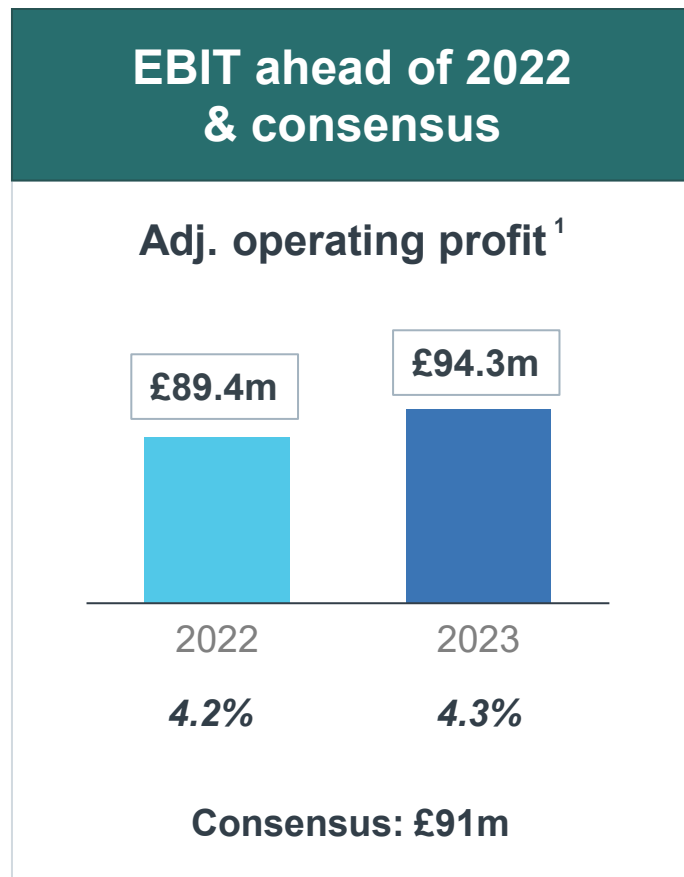 EBIT ahead of 2022
& consensus
Adj. operating profit 1
£89.4m
£94.3m
2022
2023
4.2%
4.3%
Consensus: £91m